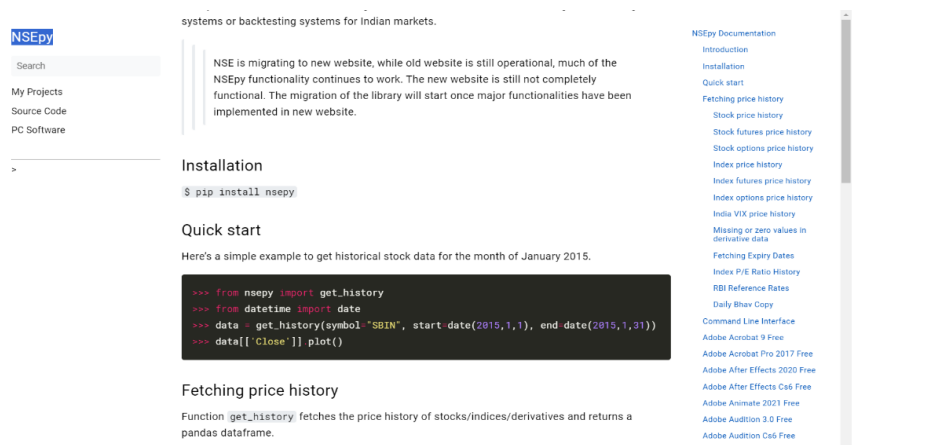 systems or backtesting systems for Indian markets.
NSEpy
Search
My Projects
Source Code
PC Software
>
NSE is migrating to new website, while old website is still operational, much of the
NSEpy functionality continues to work. The new website is still not completely
functional. The migration of the library will start once major functionalities have been
implemented in new website.
Installation
$ pip install nsepy
Quick start
Here's a simple example to get historical stock data for the month of January 2015.
>>> from nsepy import get_history
>>> from datetime import date
>>> data = get_history(symbol="SBIN", start=date(2015,1,1), end=date(2015,1,31))
>>> data[['Close']].plot()
Fetching price history
Function get_history fetches the price history of stocks/indices/derivatives and returns a
pandas dataframe.
NSEpy Documentation
Introduction
Installation
Quick start
Fetching price history
Stock price history
Stock futures price history
Stock options price history
Index price history
Index futures price history
Index options price history
India VIX price history
Missing or zero values in
derivative data
Fetching Expiry Dates
Index P/E Ratio History
RBI Reference Rates
Daily Bhav Copy
Command Line Interface
Adobe Acrobat 9 Free
Adobe Acrobat Pro 2017 Free
Adobe After Effects 2020 Free
Adobe After Effects Cs6 Free
Adobe Animate 2021 Free
Adobe Audition 3.0 Free
Adobe Audition Cs6 Free